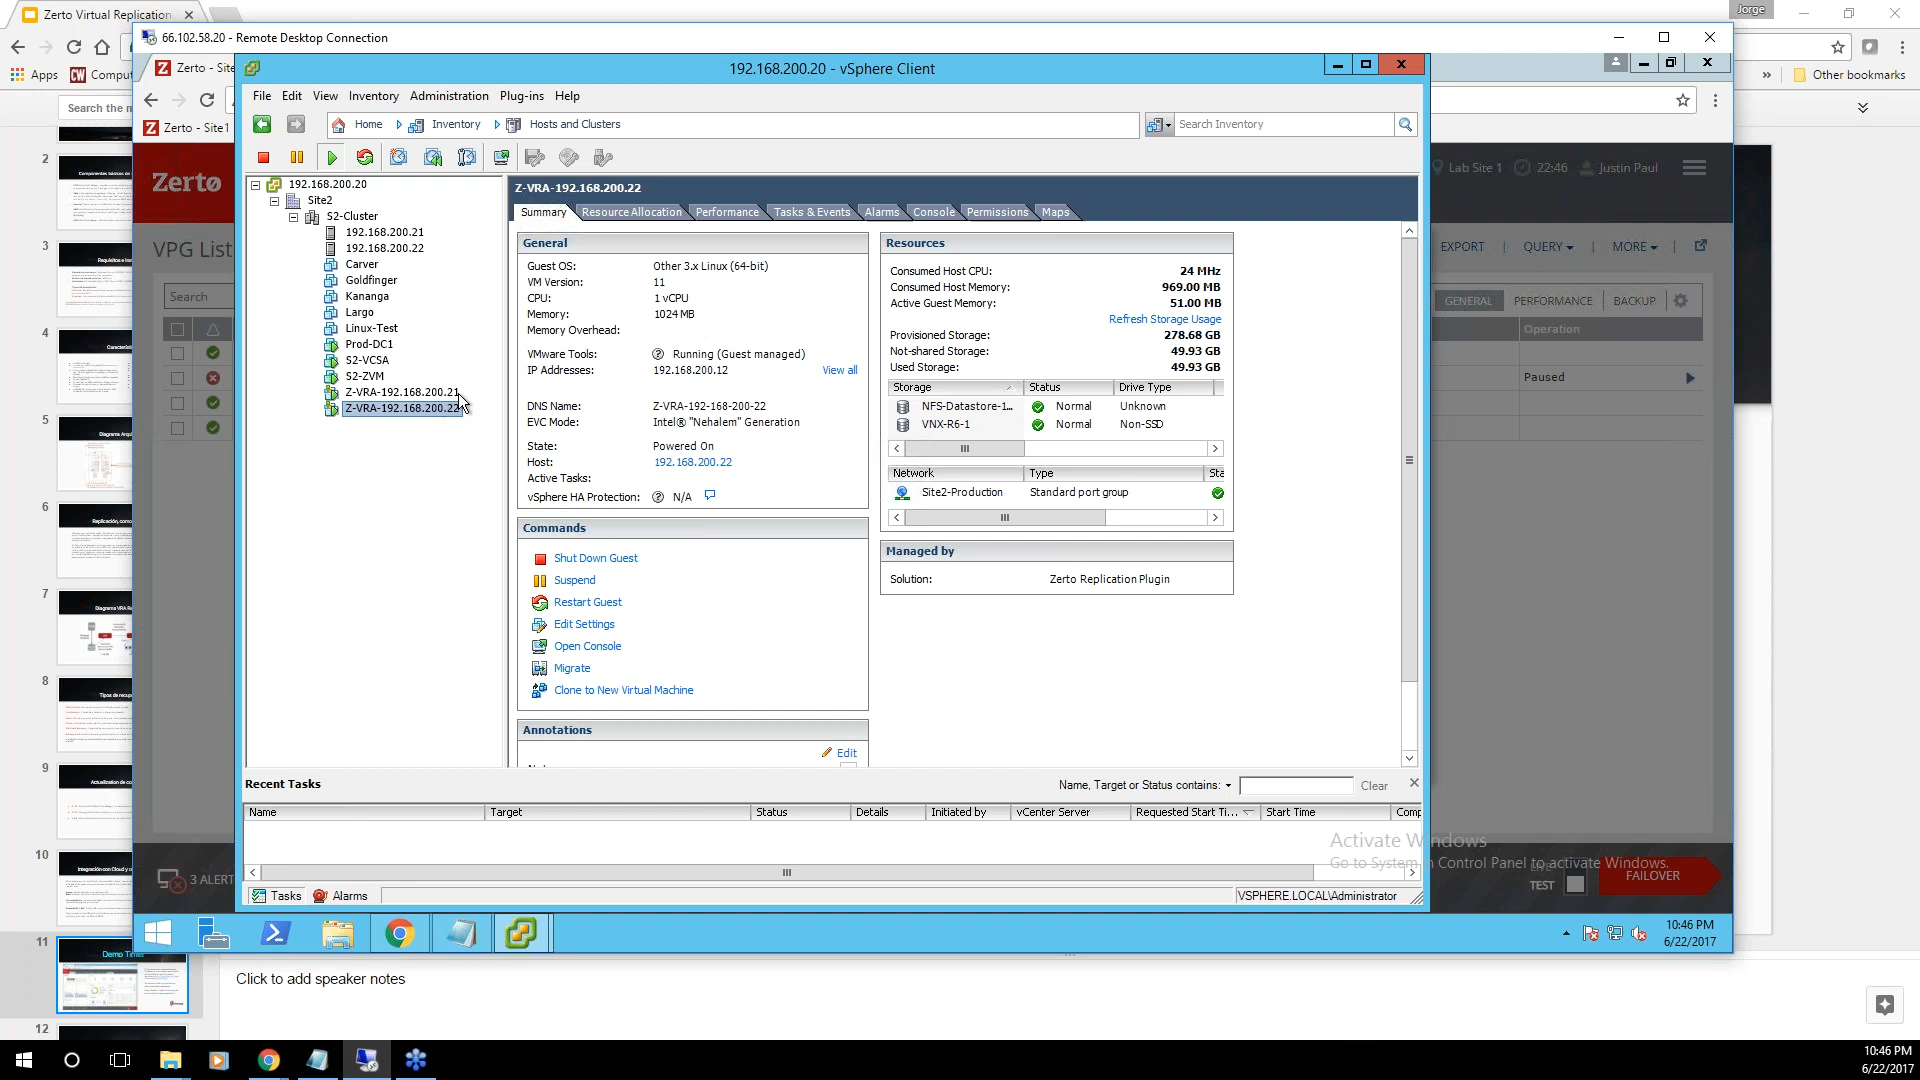 Zerto Virtual Replication
Jorge
66.102.58.20 - Remote Desktop Connection
Apps
Other bookmarks
Zerto - Site
192.168.200.20 - vSphere Client
File Edit View Inventory Administration Plug-ins Help
Home Inventory Hosts and Clusters
Search Inventory
Zerto - Site1
Zerto
Lab Site 1 22:46 Justin Paul
VPG List
EXPORT | QUERY | MORE
Search
GENERAL PERFORMANCE BACKUP
Operation
Paused
192.168.200.20
Site2
S2-Cluster
192.168.200.21
192.168.200.22
Carver
Goldfinger
Kananga
Largo
Linux-Test
Prod-DC1
S2-VCSA
S2-ZVM
Z-VRA-192.168.200.21
Z-VRA-192.168.200.22
Z-VRA-192.168.200.22
Summary Resource Allocation Performance Tasks & Events Alarms Console Permissions Maps
General
Guest OS: Other 3.x Linux (64-bit)
VM Version: 11
CPU: 1 vCPU
Memory: 1024 MB
Memory Overhead:
VMware Tools: Running (Guest managed)
IP Addresses: 192.168.200.12 View all
DNS Name: Z-VRA-192-168-200-22
EVC Mode: Intel® "Nehalem" Generation
State: Powered On
Host: 192.168.200.22
Active Tasks:
vSphere HA Protection: N/A
Commands
Shut Down Guest
Suspend
Restart Guest
Edit Settings
Open Console
Migrate
Clone to New Virtual Machine
Annotations
Edit
Resources
Consumed Host CPU: 24 MHz
Consumed Host Memory: 969.00 MB
Active Guest Memory: 51.00 MB
Refresh Storage Usage
Provisioned Storage: 278.68 GB
Not-shared Storage: 49.93 GB
Used Storage: 49.93 GB
Storage Status Drive Type
NFS-Datastore-1... Normal Unknown
VNX-R6-1 Normal Non-SSD
Network Type Sta
Site2-Production Standard port group
Managed by
Solution: Zerto Replication Plugin
Recent Tasks
Name, Target or Status contains: Clear
Name Target Status Details Initiated by vCenter Server Requested Start Ti... Start Time Comp
Activate Windows
Go to System in Control Panel to activate Windows.
3 ALERT
TEST
FAILOVER
Tasks Alarms
VSPHERE.LOCAL\Administrator
10:46 PM
6/22/2017
2
3
4
5
6
7
8
9
10
11
Demo Time
12
Click to add speaker notes
10:46 PM
6/22/2017